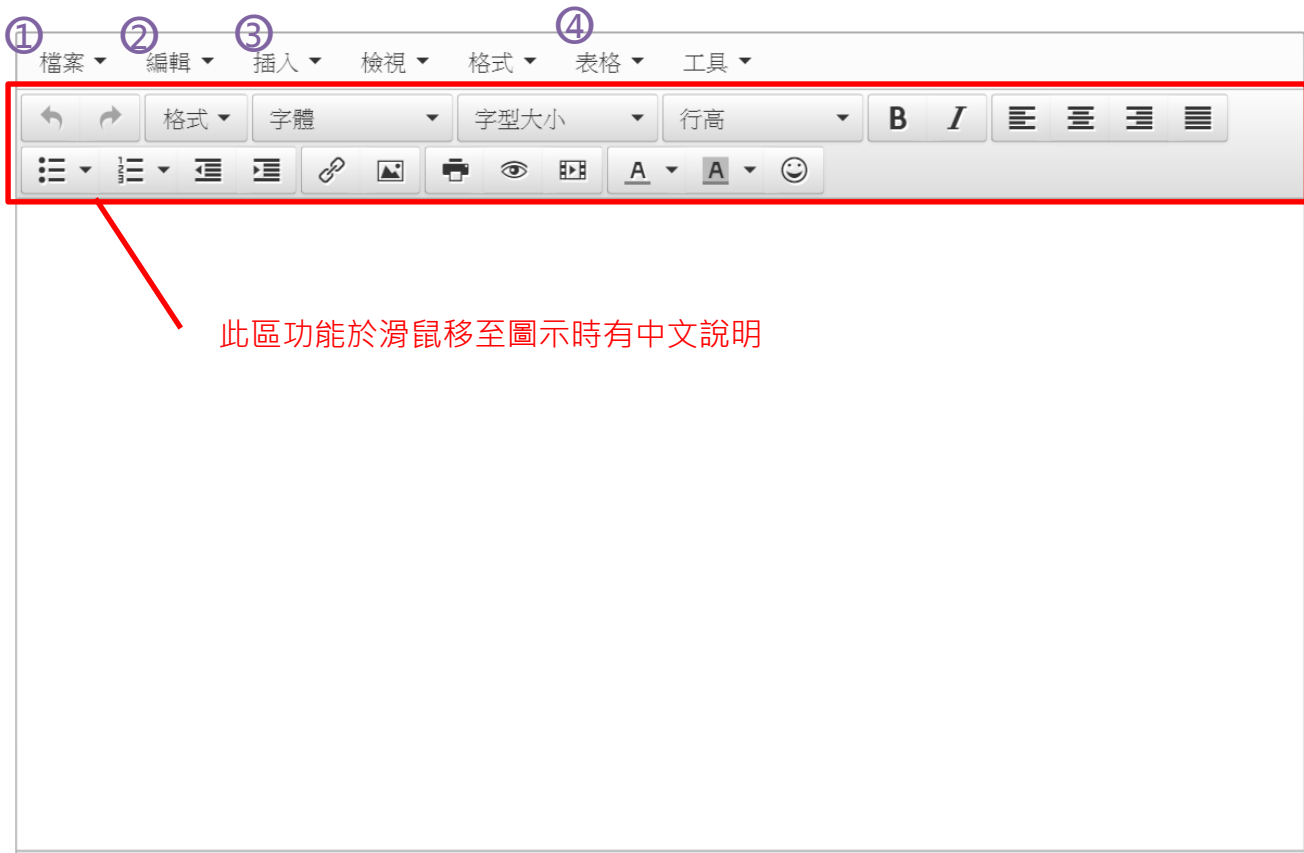 ① ② ③ ④
檔案 編輯 插入 檢視 格式 表格 工具
格式 字體 字型大小 行高 B I
A A
此區功能於滑鼠移至圖示時有中文說明